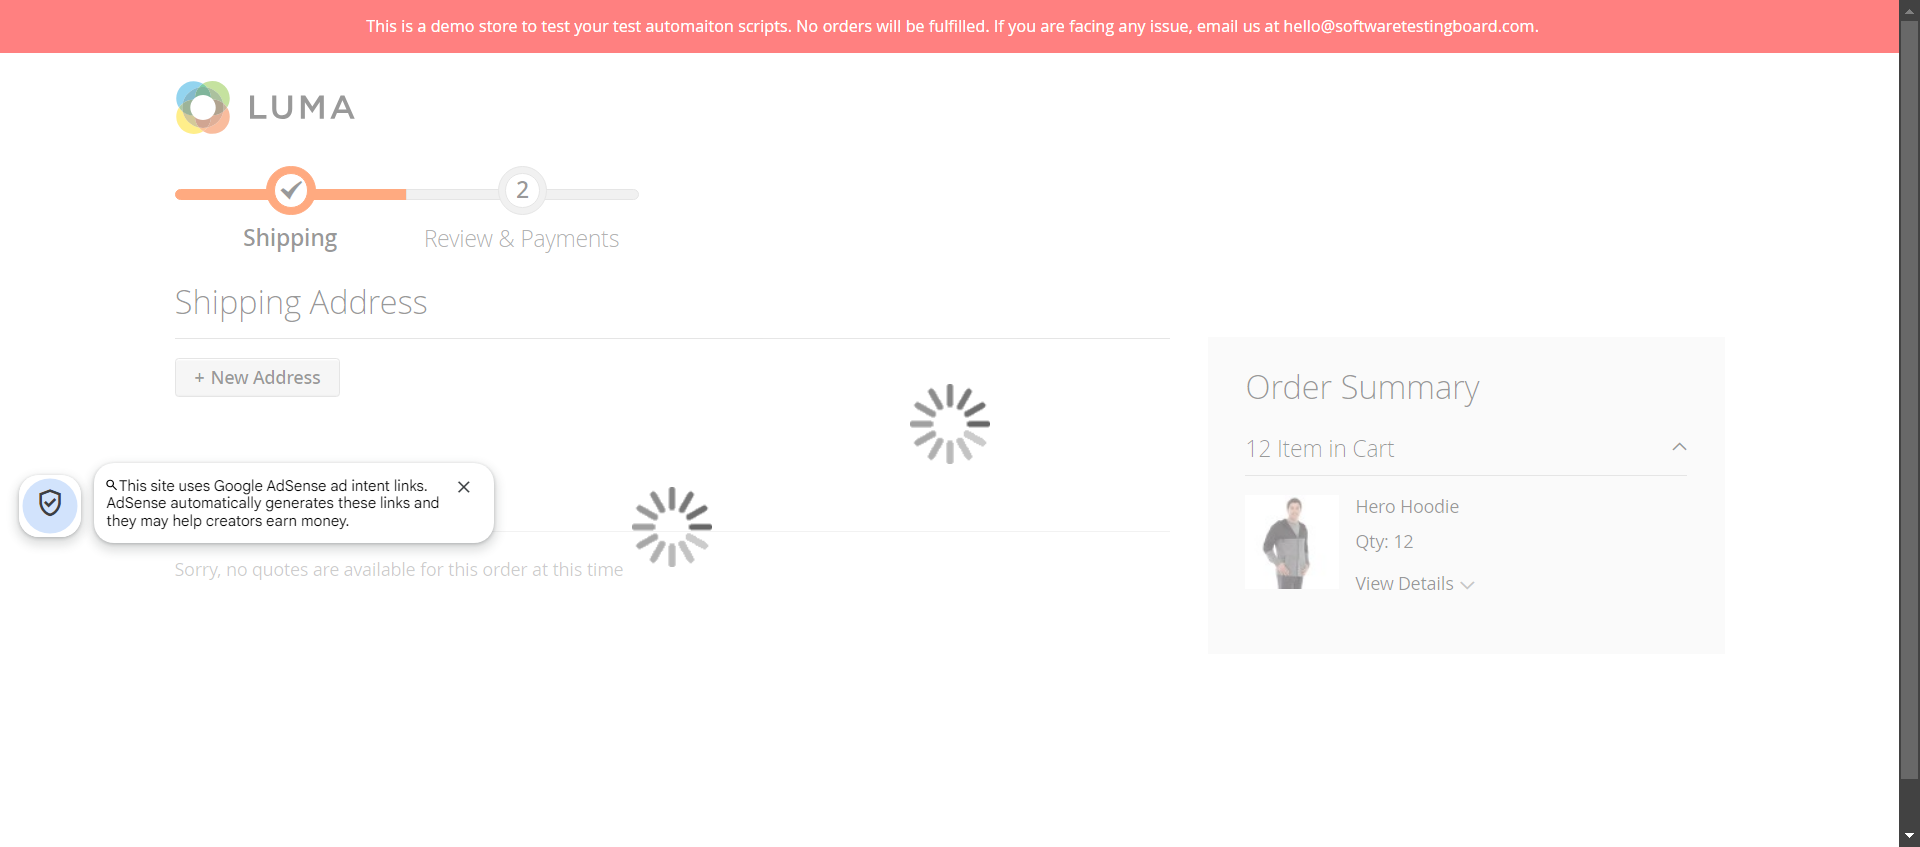 This is a demo store to test your test automaiton scripts. No orders will be fulfilled. If you are facing any issue, email us at hello@softwaretestingboard.com.
LUMA
2
Shipping
Review & Payments
Shipping Address
+ New Address
Order Summary
12 Item in Cart
This site uses Google AdSense ad intent links.
AdSense automatically generates these links and
they may help creators earn money.
Hero Hoodie
Qty: 12
View Details
Sorry, no quotes are available for this order at this time